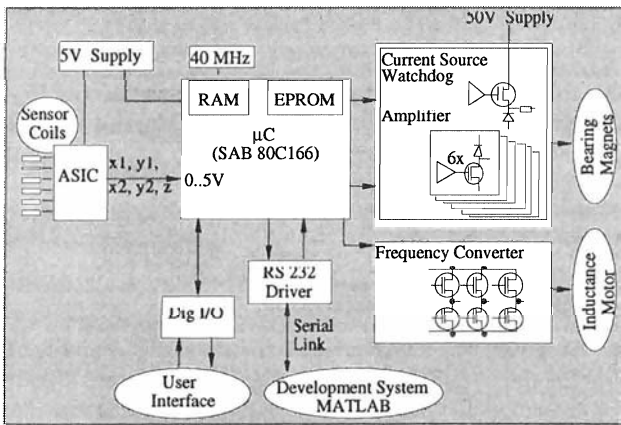 50V Supply
5V Supply
40 MHz
Current Source
Watchdog
RAM
EPROM
Sensor
Coils
μC
(SAB 80C166)
Amplifier
6x
Bearing
Magnets
ASIC
x1, y1,
x2, y2, z
0..5V
RS 232
Driver
Frequency Converter
Inductance
Motor
Dig I/O
Serial
Link
User
Interface
Development System
MATLAB